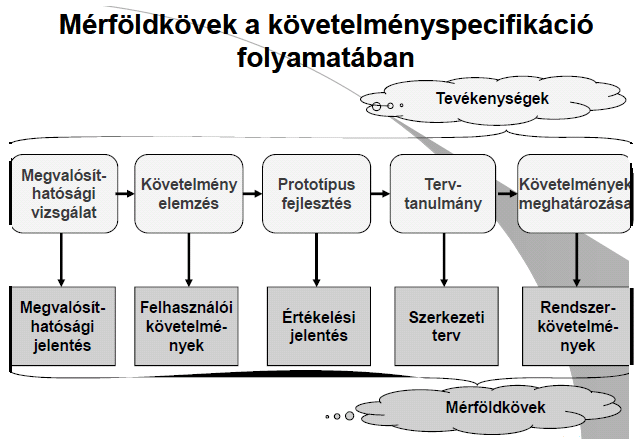 Mérföldkövek a követelményspecifikáció
folyamatában
Tevékenységek
Megvalósít-
hatósági
vizsgálat
Követelmény
elemzés
Prototípus
fejlesztés
Terv-
tanulmány
Követelmények
meghatározása
Megvalósít-
hatósági
jelentés
Felhasználói
követelmé-
nyek
Értékelési
jelentés
Szerkezeti
terv
Rendszer-
követelmé-
nyek
Mérföldkövek